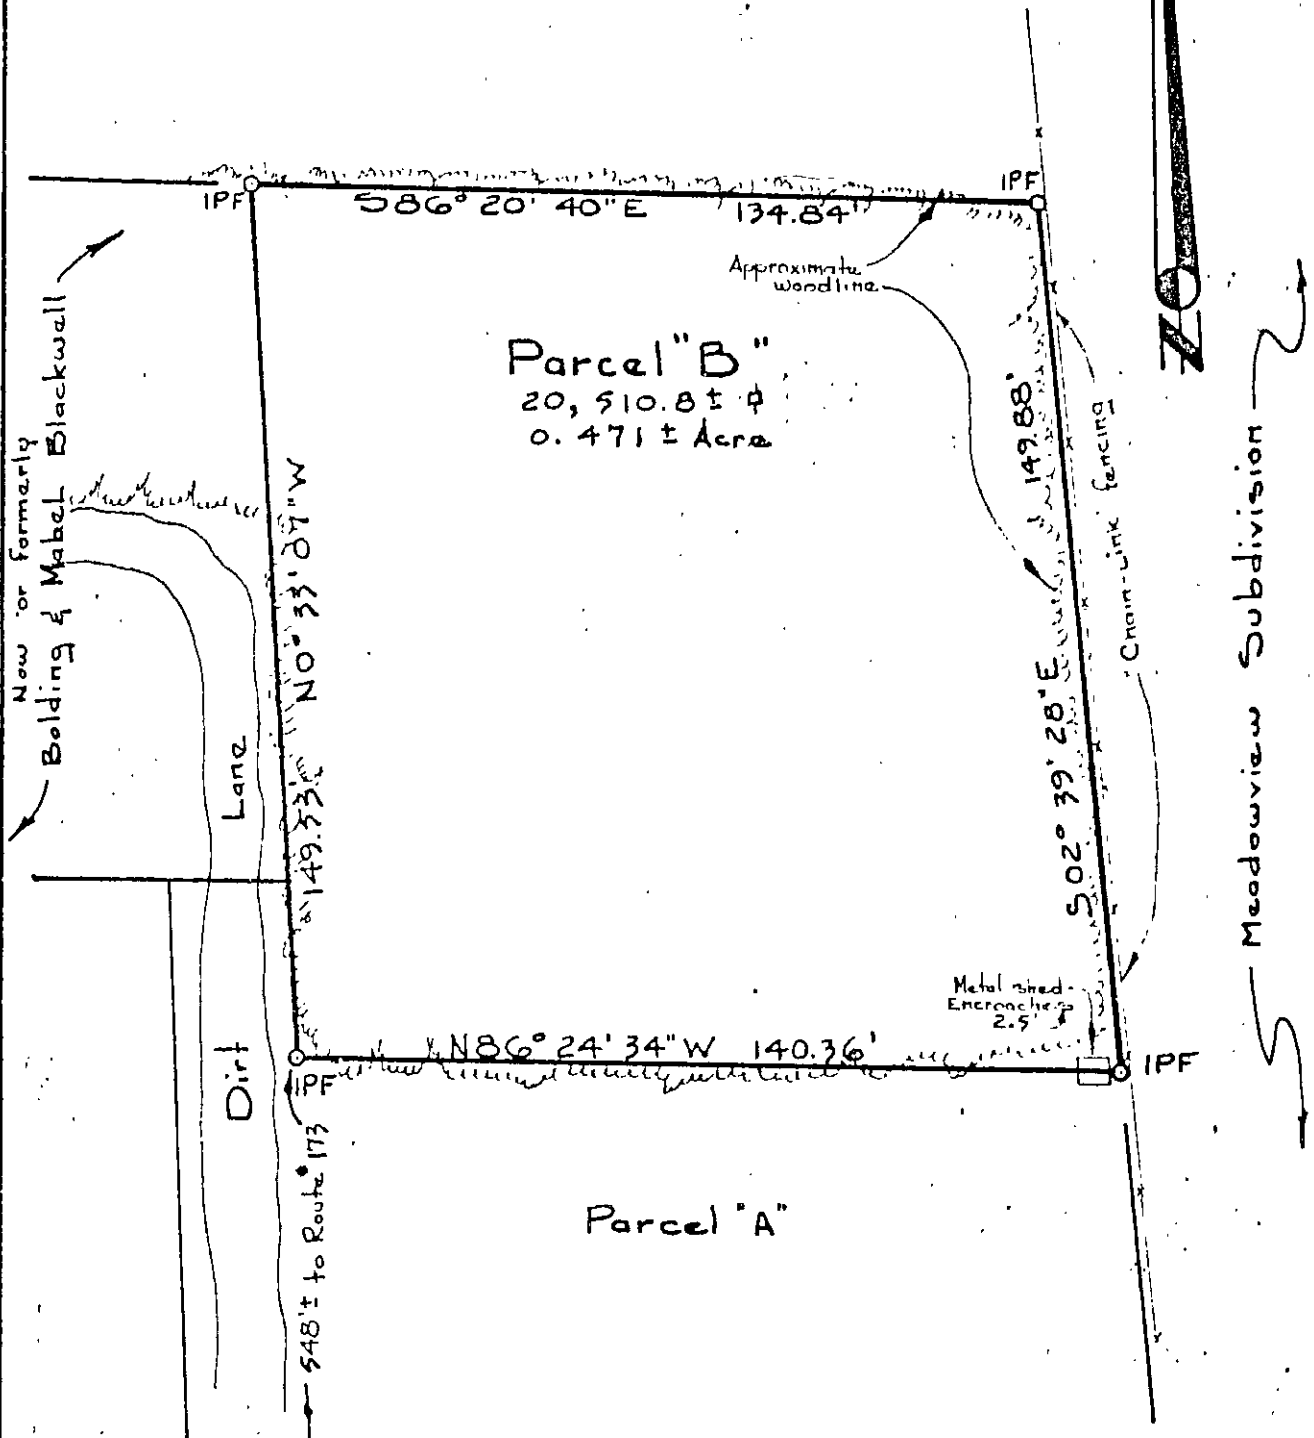 IPF
IPF
S86° 20' 40" E 134.84'
Approximate
woodline
Parcel "B"
20,510.8 ±
0.471 ± Acre
Now or formerly
Bolding & Mabel Blackwall
N0° 33' 07" W
149.53'
149.88'
S02° 39' 28" E
Chain-Link fencing
Z
Meadowview Subdivision
Dirt Lane
Metal shed
Encroaches
2.5'
N86° 24' 34" W 140.36'
IPF
IPF
548'± to Route # 173
Parcel "A"